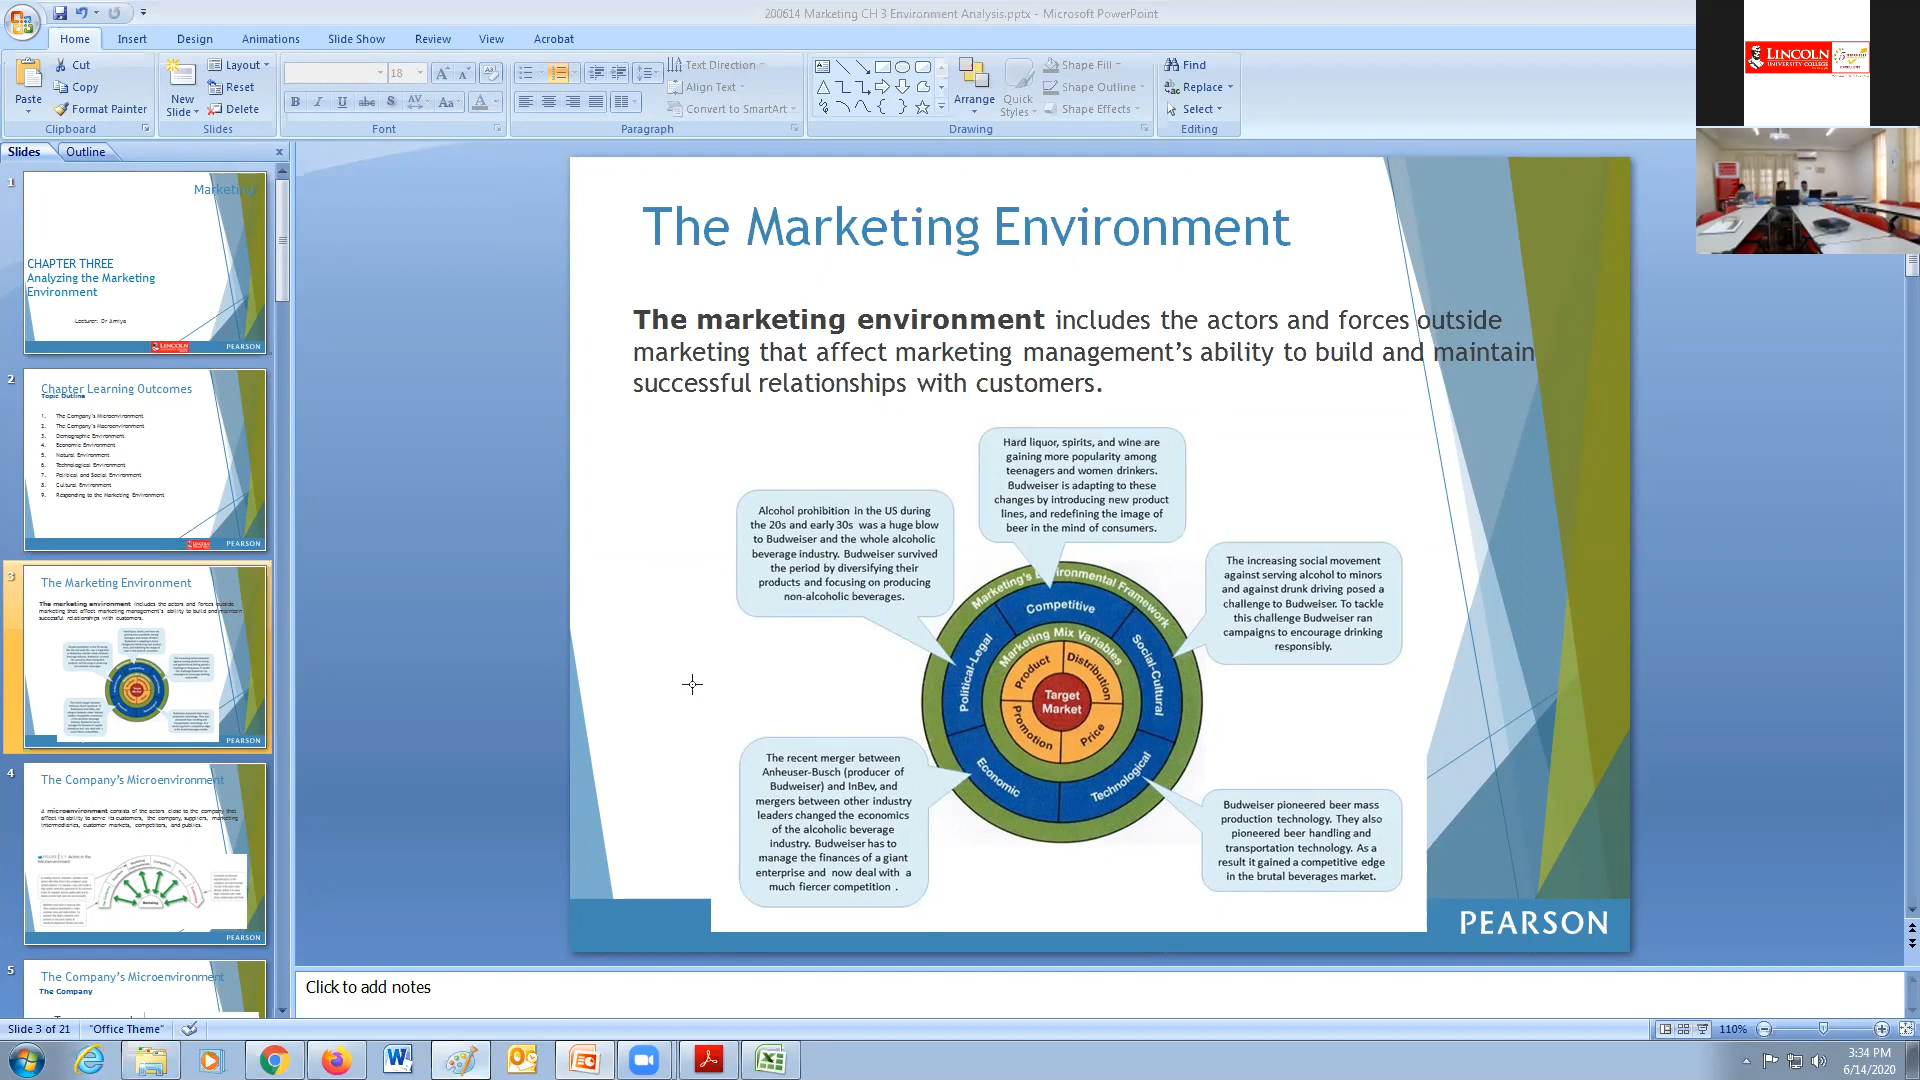 200614 Marketing CH 3 Environment Analysis.pptx - Microsoft PowerPoint
Home Insert Design Animations Slide Show Review View Acrobat
Paste Cut Copy Format Painter Clipboard
New Slide Layout Reset Delete Slides
18
B I U abc S AV Aa A Font
Text Direction Align Text Convert to SmartArt Paragraph
Arrange Quick Styles Shape Fill Shape Outline Shape Effects Drawing
Find Replace Select Editing
LINCOLN
UNIVERSITY COLLEGE
Slides Outline
1
Marketing
CHAPTER THREE
Analyzing the Marketing
Environment
Lecturer: Dr
LINCOLN
PEARSON
2
Chapter Learning Outcomes
Topic Outline
1. The Company's Microenvironment
2. The Company's Macroenvironment
3. Demographic Environment
4. Economic Environment
5. Natural Environment
6. Technological Environment
7. Political and Social Environment
8. Cultural Environment
9. Responding to the Marketing Environment
PEARSON
3
The Marketing Environment
The marketing environment includes the actors and forces outside
marketing that affect marketing management's ability to build and maintain
successful relationships with customers.
PEARSON
4
The Company's Microenvironment
A microenvironment consists of the actors close to the company that
affect its ability to serve its customers, the company, suppliers, marketing
intermediaries, customer markets, competitors, and publics.
Marketing
PEARSON
5
The Company's Microenvironment
The Company
The Marketing Environment
The marketing environment includes the actors and forces outside
marketing that affect marketing management's ability to build and maintain
successful relationships with customers.
Hard liquor, spirits, and wine are
gaining more popularity among
teenagers and women drinkers.
Budweiser is adapting to these
changes by introducing new product
lines, and redefining the image of
beer in the mind of consumers.
Alcohol prohibition in the US during
the 20s and early 30s was a huge blow
to Budweiser and the whole alcoholic
beverage industry. Budweiser survived
the period by diversifying their
products and focusing on producing
non-alcoholic beverages.
The increasing social movement
against serving alcohol to minors
and against drunk driving posed a
challenge to Budweiser. To tackle
this challenge Budweiser ran
campaigns to encourage drinking
responsibly.
Marketing's Environmental Framework
Competitive
Political-Legal
Social-Cultural
Marketing Mix Variables
Product
Distribution
Target
Market
Promotion
Price
Economic
Technological
The recent merger between
Anheuser-Busch (producer of
Budweiser) and InBev, and
mergers between other industry
leaders changed the economics
of the alcoholic beverage
industry. Budweiser has to
manage the finances of a giant
enterprise and now deal with a
much fiercer competition .
Budweiser pioneered beer mass
production technology. They also
pioneered beer handling and
transportation technology. As a
result it gained a competitive edge
in the brutal beverages market.
PEARSON
Click to add notes
Slide 3 of 21 "Office Theme" 110%
3:34 PM
6/14/2020